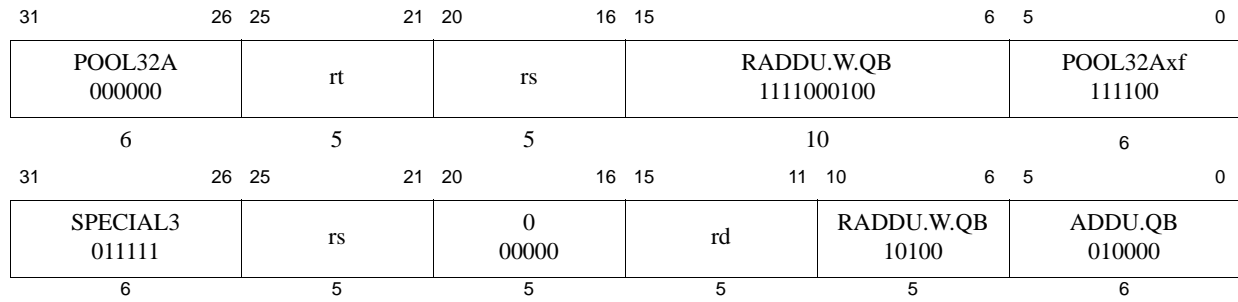 31 26 25 21 20 16 15 6 5 0
POOL32A rt rs RADDU.W.QB POOL32Axf
000000 1111000100 111100
6 5 5 10 6
31 26 25 21 20 16 15 11 10 6 5 0
SPECIAL3 rs 0 rd RADDU.W.QB ADDU.QB
011111 00000 10100 010000
6 5 5 5 5 6